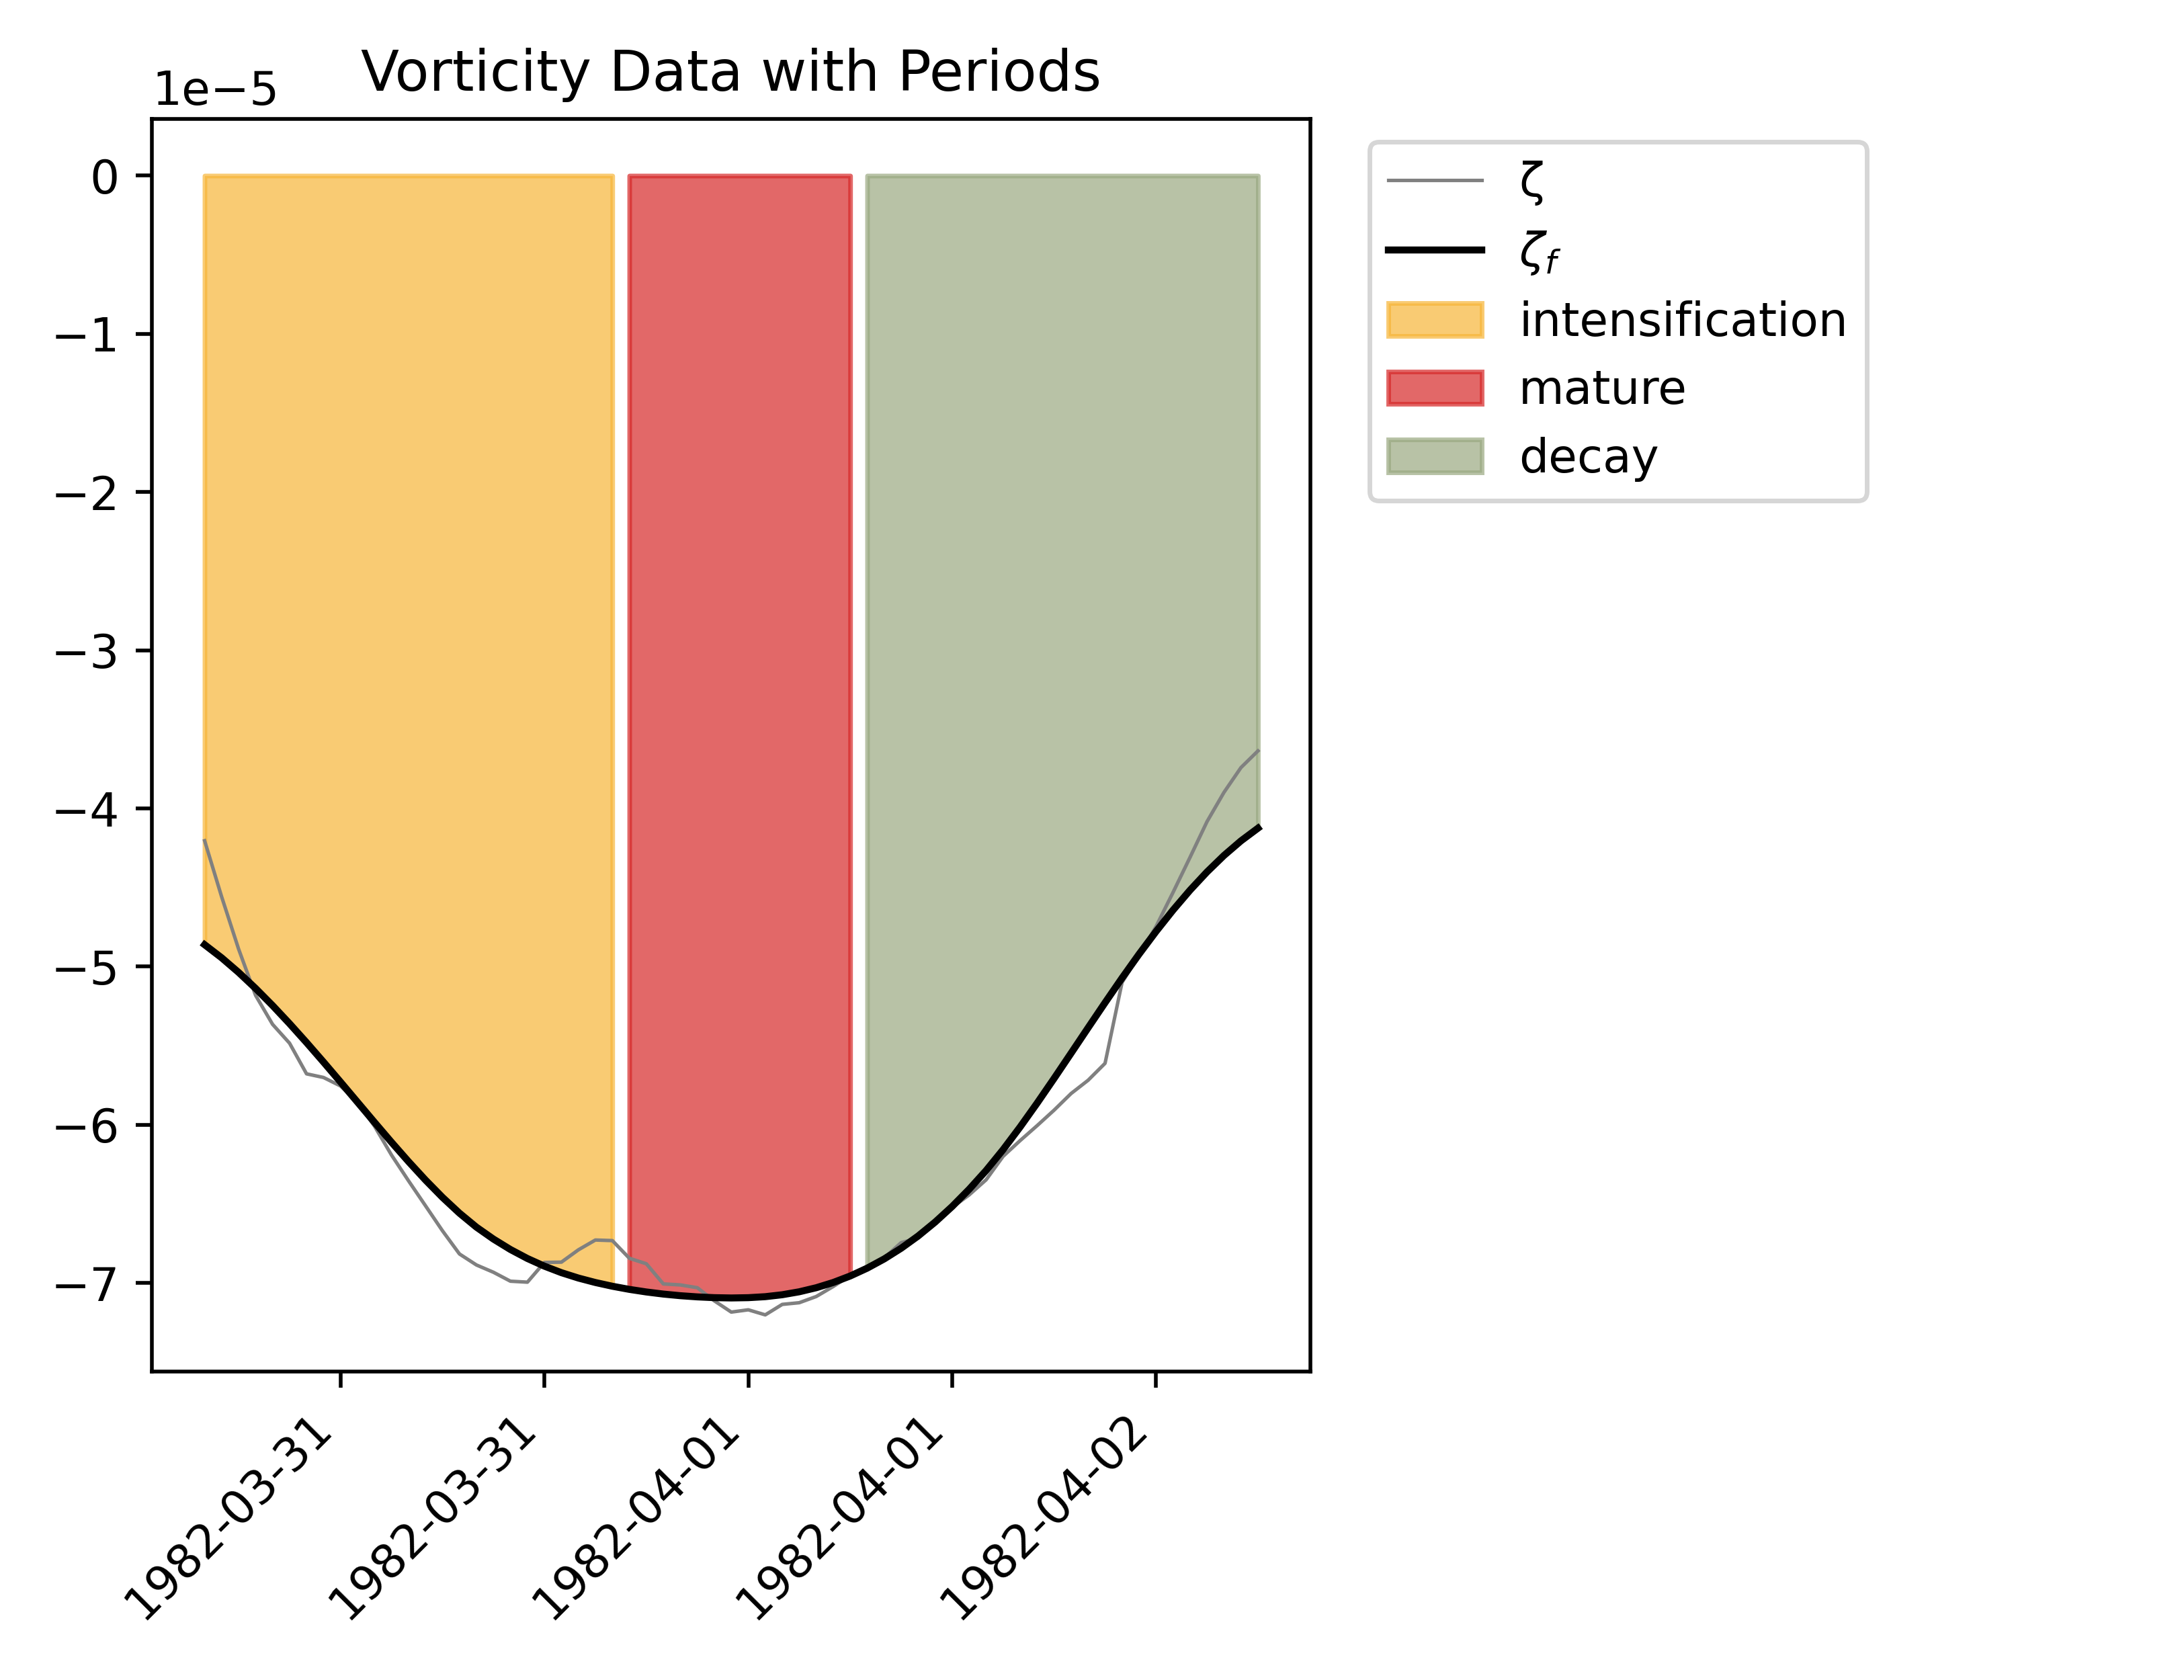 Vorticity Data with Periods
1e−5
0
−1
−2
−3
−4
−5
−6
−7
1982-03-31
1982-03-31
1982-04-01
1982-04-01
1982-04-02
ζ
ζf
intensification
mature
decay